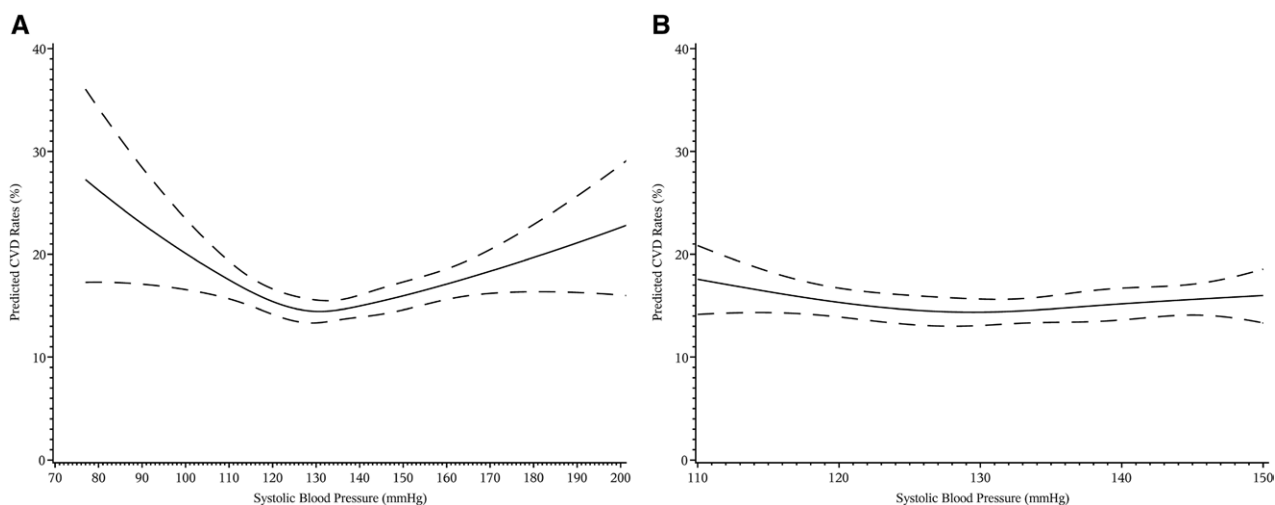 A
B
40
30
20
10
0
Predicted CVD Rates (%)
70 80 90 100 110 120 130 140 150 160 170 180 190 200
Systolic Blood Pressure (mmHg)
40
30
20
10
0
Predicted CVD Rates (%)
110 120 130 140 150
Systolic Blood Pressure (mmHg)